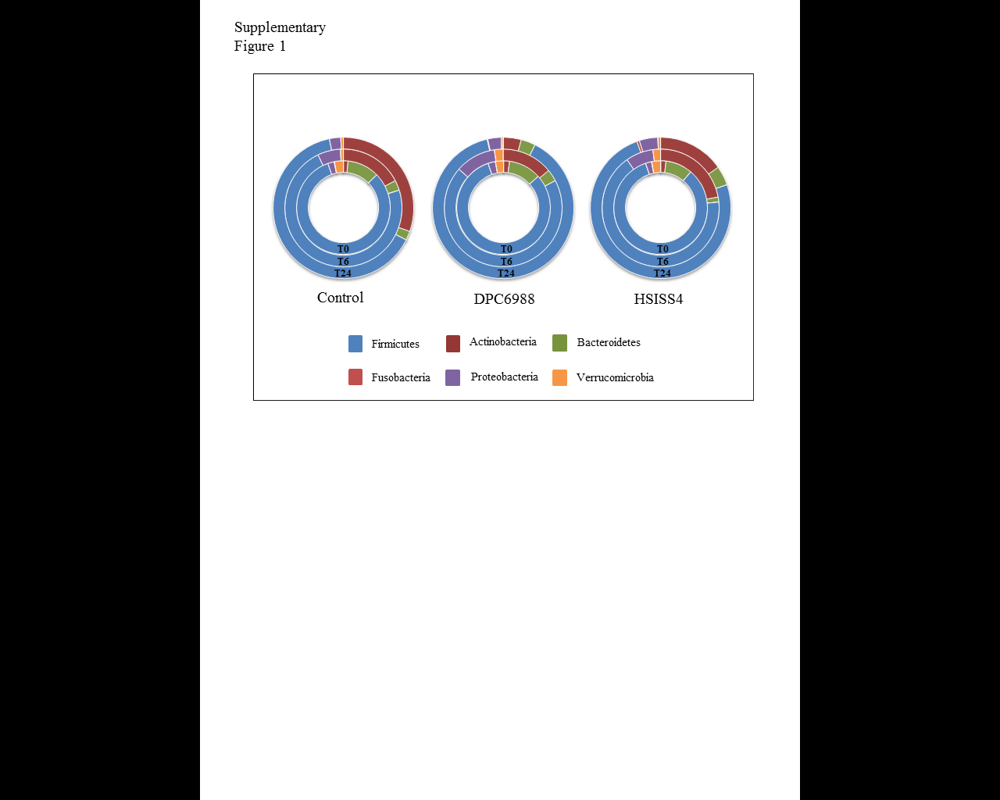 Supplementary
Figure 1
T0
T6
T24
Control
T0
T6
T24
DPC6988
T0
T6
T24
HSISS4
Firmicutes
Actinobacteria
Bacteroidetes
Fusobacteria
Proteobacteria
Verrucomicrobia